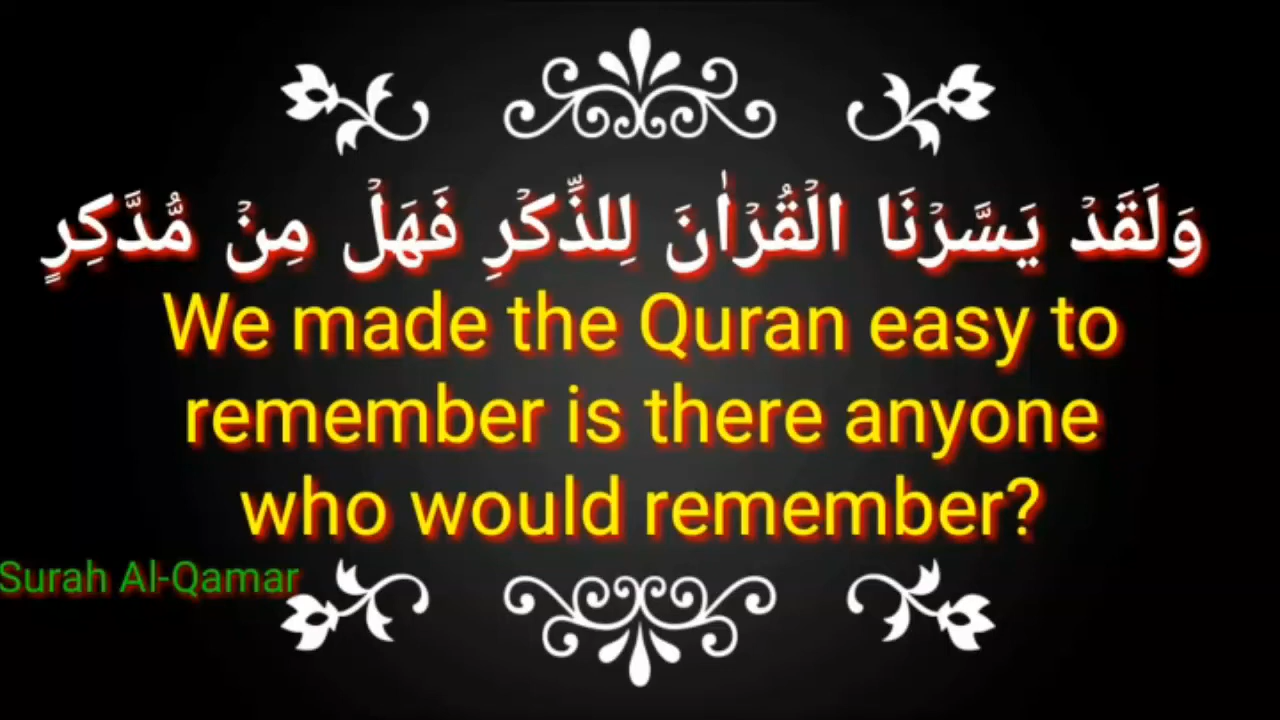 وَلَقَدۡ يَسَّرۡنَا الۡقُرۡاٰنَ لِلذِّكۡرِ فَهَلۡ مِنۡ مُّدَّكِرٍ
We made the Quran easy to
remember is there anyone
who would remember?
Surah Al-Qamar